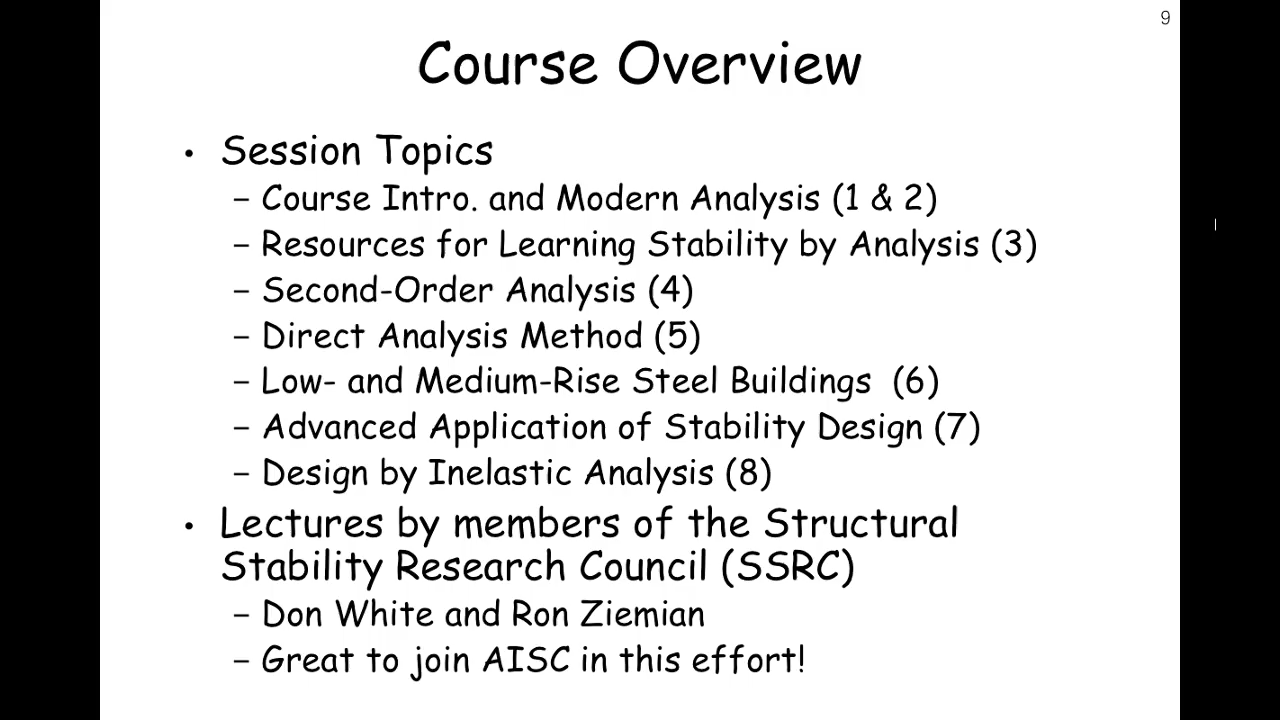 9
Course Overview
• Session Topics
– Course Intro. and Modern Analysis (1 & 2)
– Resources for Learning Stability by Analysis (3)
– Second-Order Analysis (4)
– Direct Analysis Method (5)
– Low- and Medium-Rise Steel Buildings (6)
– Advanced Application of Stability Design (7)
– Design by Inelastic Analysis (8)
• Lectures by members of the Structural
Stability Research Council (SSRC)
– Don White and Ron Ziemian
– Great to join AISC in this effort!